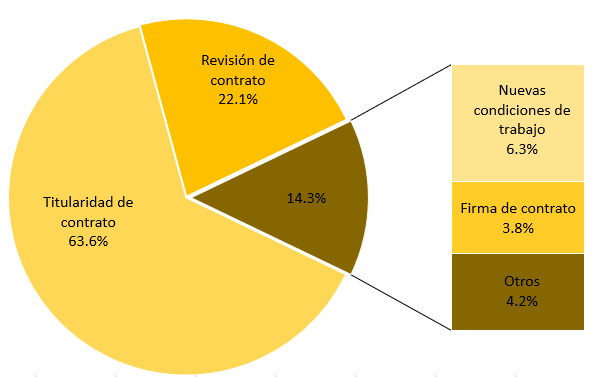 Revisión de
contrato
22.1%
Titularidad de
contrato
63.6%
14.3%
Nuevas
condiciones de
trabajo
6.3%
Firma de contrato
3.8%
Otros
4.2%